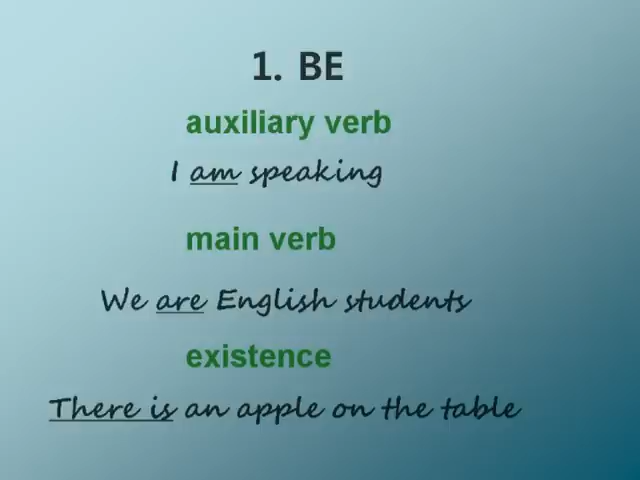 1. BE
auxiliary verb
I am speaking
main verb
We are English students
existence
There is an apple on the table